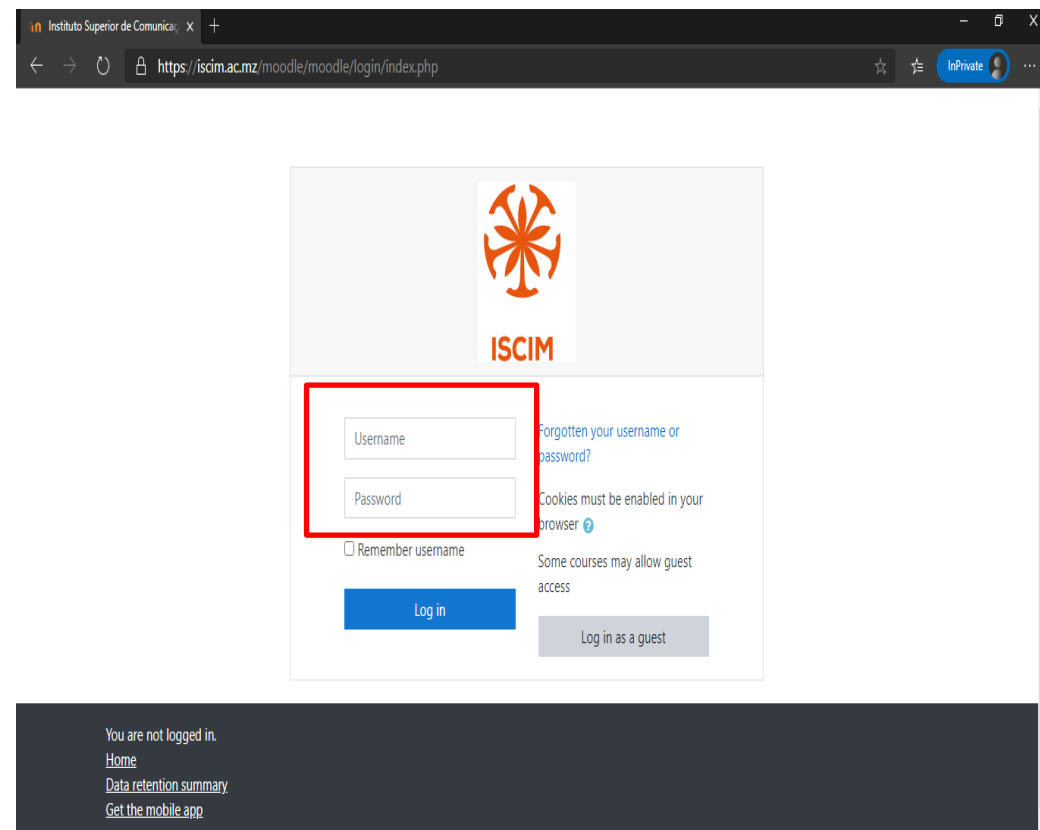 Instituto Superior de Comunicaç
https://iscim.ac.mz/moodle/moodle/login/index.php
InPrivate
ISCIM
Username
Password
Remember username
Log in
Forgotten your username or
password?
Cookies must be enabled in your
browser
Some courses may allow guest
access
Log in as a guest
You are not logged in.
Home
Data retention summary
Get the mobile app